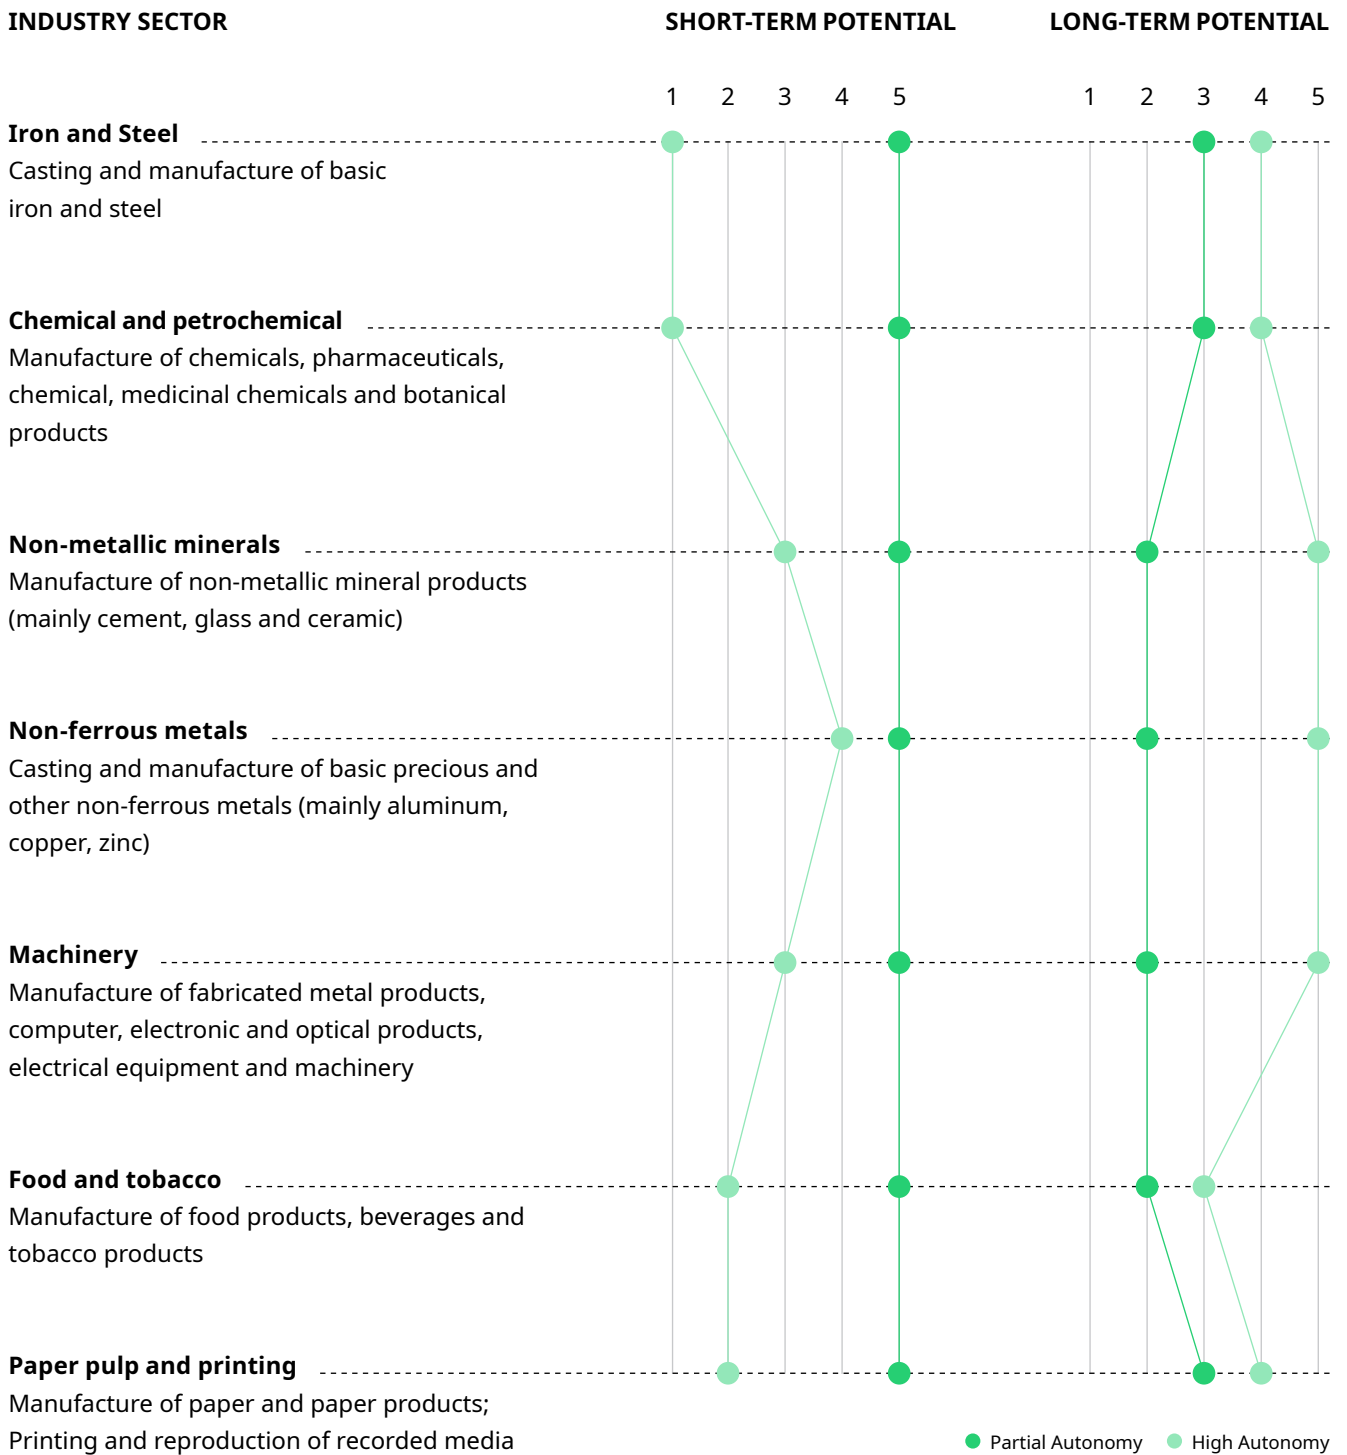 INDUSTRY SECTOR SHORT-TERM POTENTIAL LONG-TERM POTENTIAL
1 2 3 4 5 1 2 3 4 5
Iron and Steel
Casting and manufacture of basic
iron and steel
Chemical and petrochemical
Manufacture of chemicals, pharmaceuticals,
chemical, medicinal chemicals and botanical
products
Non-metallic minerals
Manufacture of non-metallic mineral products
(mainly cement, glass and ceramic)
Non-ferrous metals
Casting and manufacture of basic precious and
other non-ferrous metals (mainly aluminum,
copper, zinc)
Machinery
Manufacture of fabricated metal products,
computer, electronic and optical products,
electrical equipment and machinery
Food and tobacco
Manufacture of food products, beverages and
tobacco products
Paper pulp and printing
Manufacture of paper and paper products;
Printing and reproduction of recorded media
Partial Autonomy High Autonomy